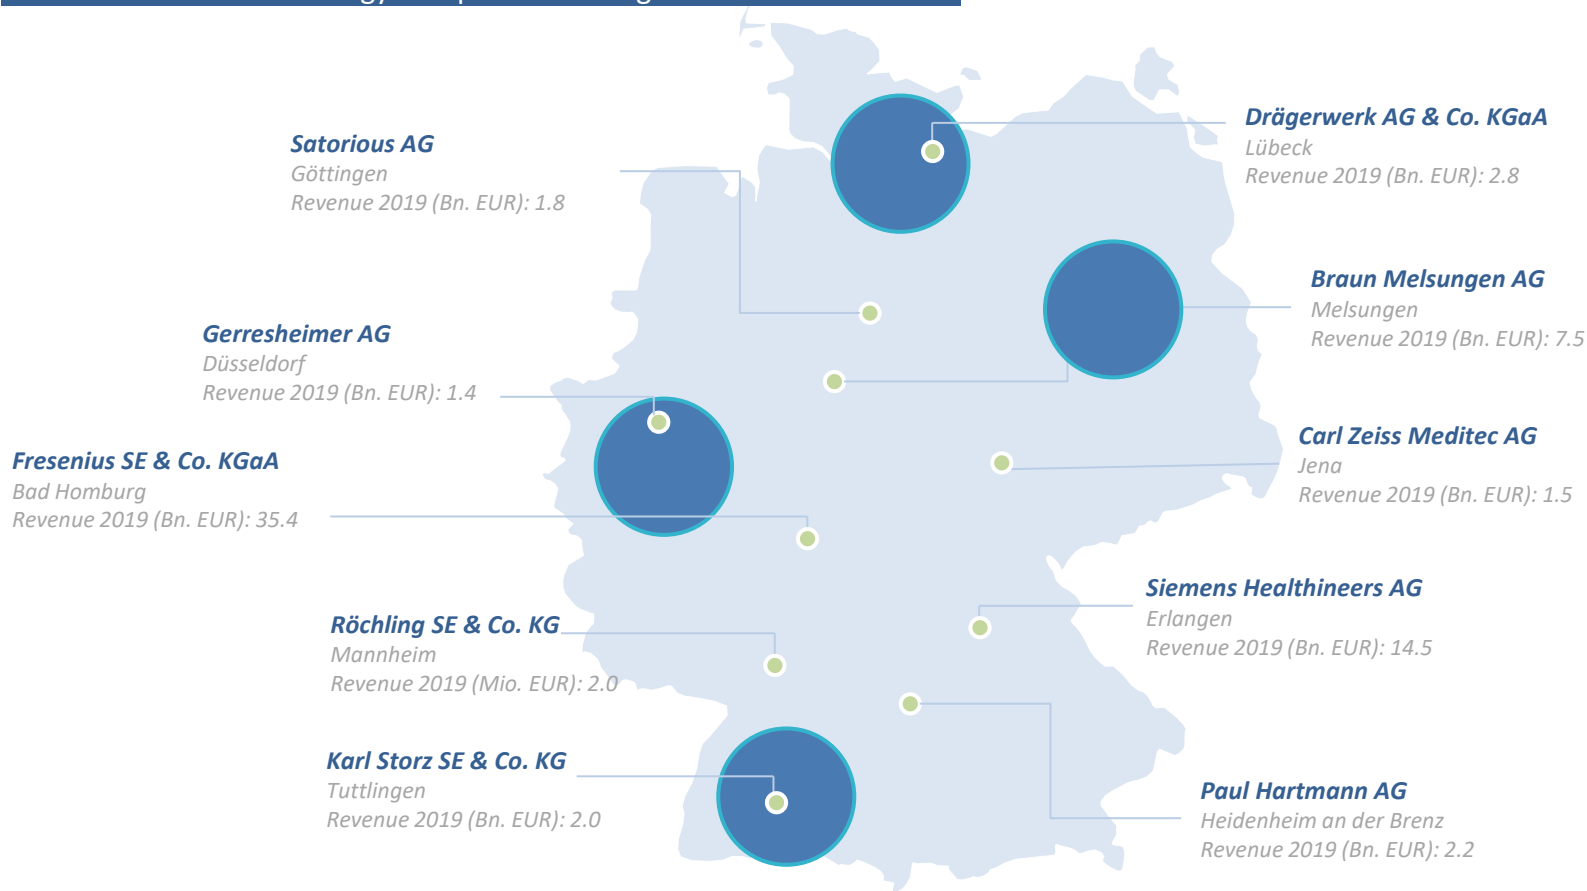 Drägerwerk AG & Co. KGaA
Lübeck
Revenue 2019 (Bn. EUR): 2.8
Satorious AG
Göttingen
Revenue 2019 (Bn. EUR): 1.8
Braun Melsungen AG
Melsungen
Revenue 2019 (Bn. EUR): 7.5
Gerresheimer AG
Düsseldorf
Revenue 2019 (Bn. EUR): 1.4
Carl Zeiss Meditec AG
Jena
Revenue 2019 (Bn. EUR): 1.5
Fresenius SE & Co. KGaA
Bad Homburg
Revenue 2019 (Bn. EUR): 35.4
Siemens Healthineers AG
Erlangen
Revenue 2019 (Bn. EUR): 14.5
Röchling SE & Co. KG
Mannheim
Revenue 2019 (Mio. EUR): 2.0
Karl Storz SE & Co. KG
Tuttlingen
Revenue 2019 (Bn. EUR): 2.0
Paul Hartmann AG
Heidenheim an der Brenz
Revenue 2019 (Bn. EUR): 2.2